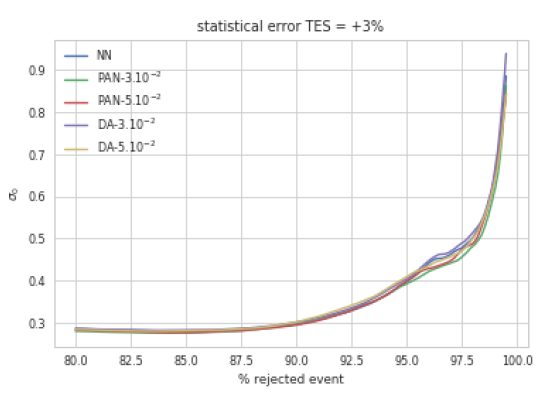 statistical error TES = +3%
NN
PAN-3.10⁻²
PAN-5.10⁻²
DA-3.10⁻²
DA-5.10⁻²
0.9
0.8
0.7
0.6
0.5
0.4
0.3
σ₀
80.0 82.5 85.0 87.5 90.0 92.5 95.0 97.5 100.0
% rejected event